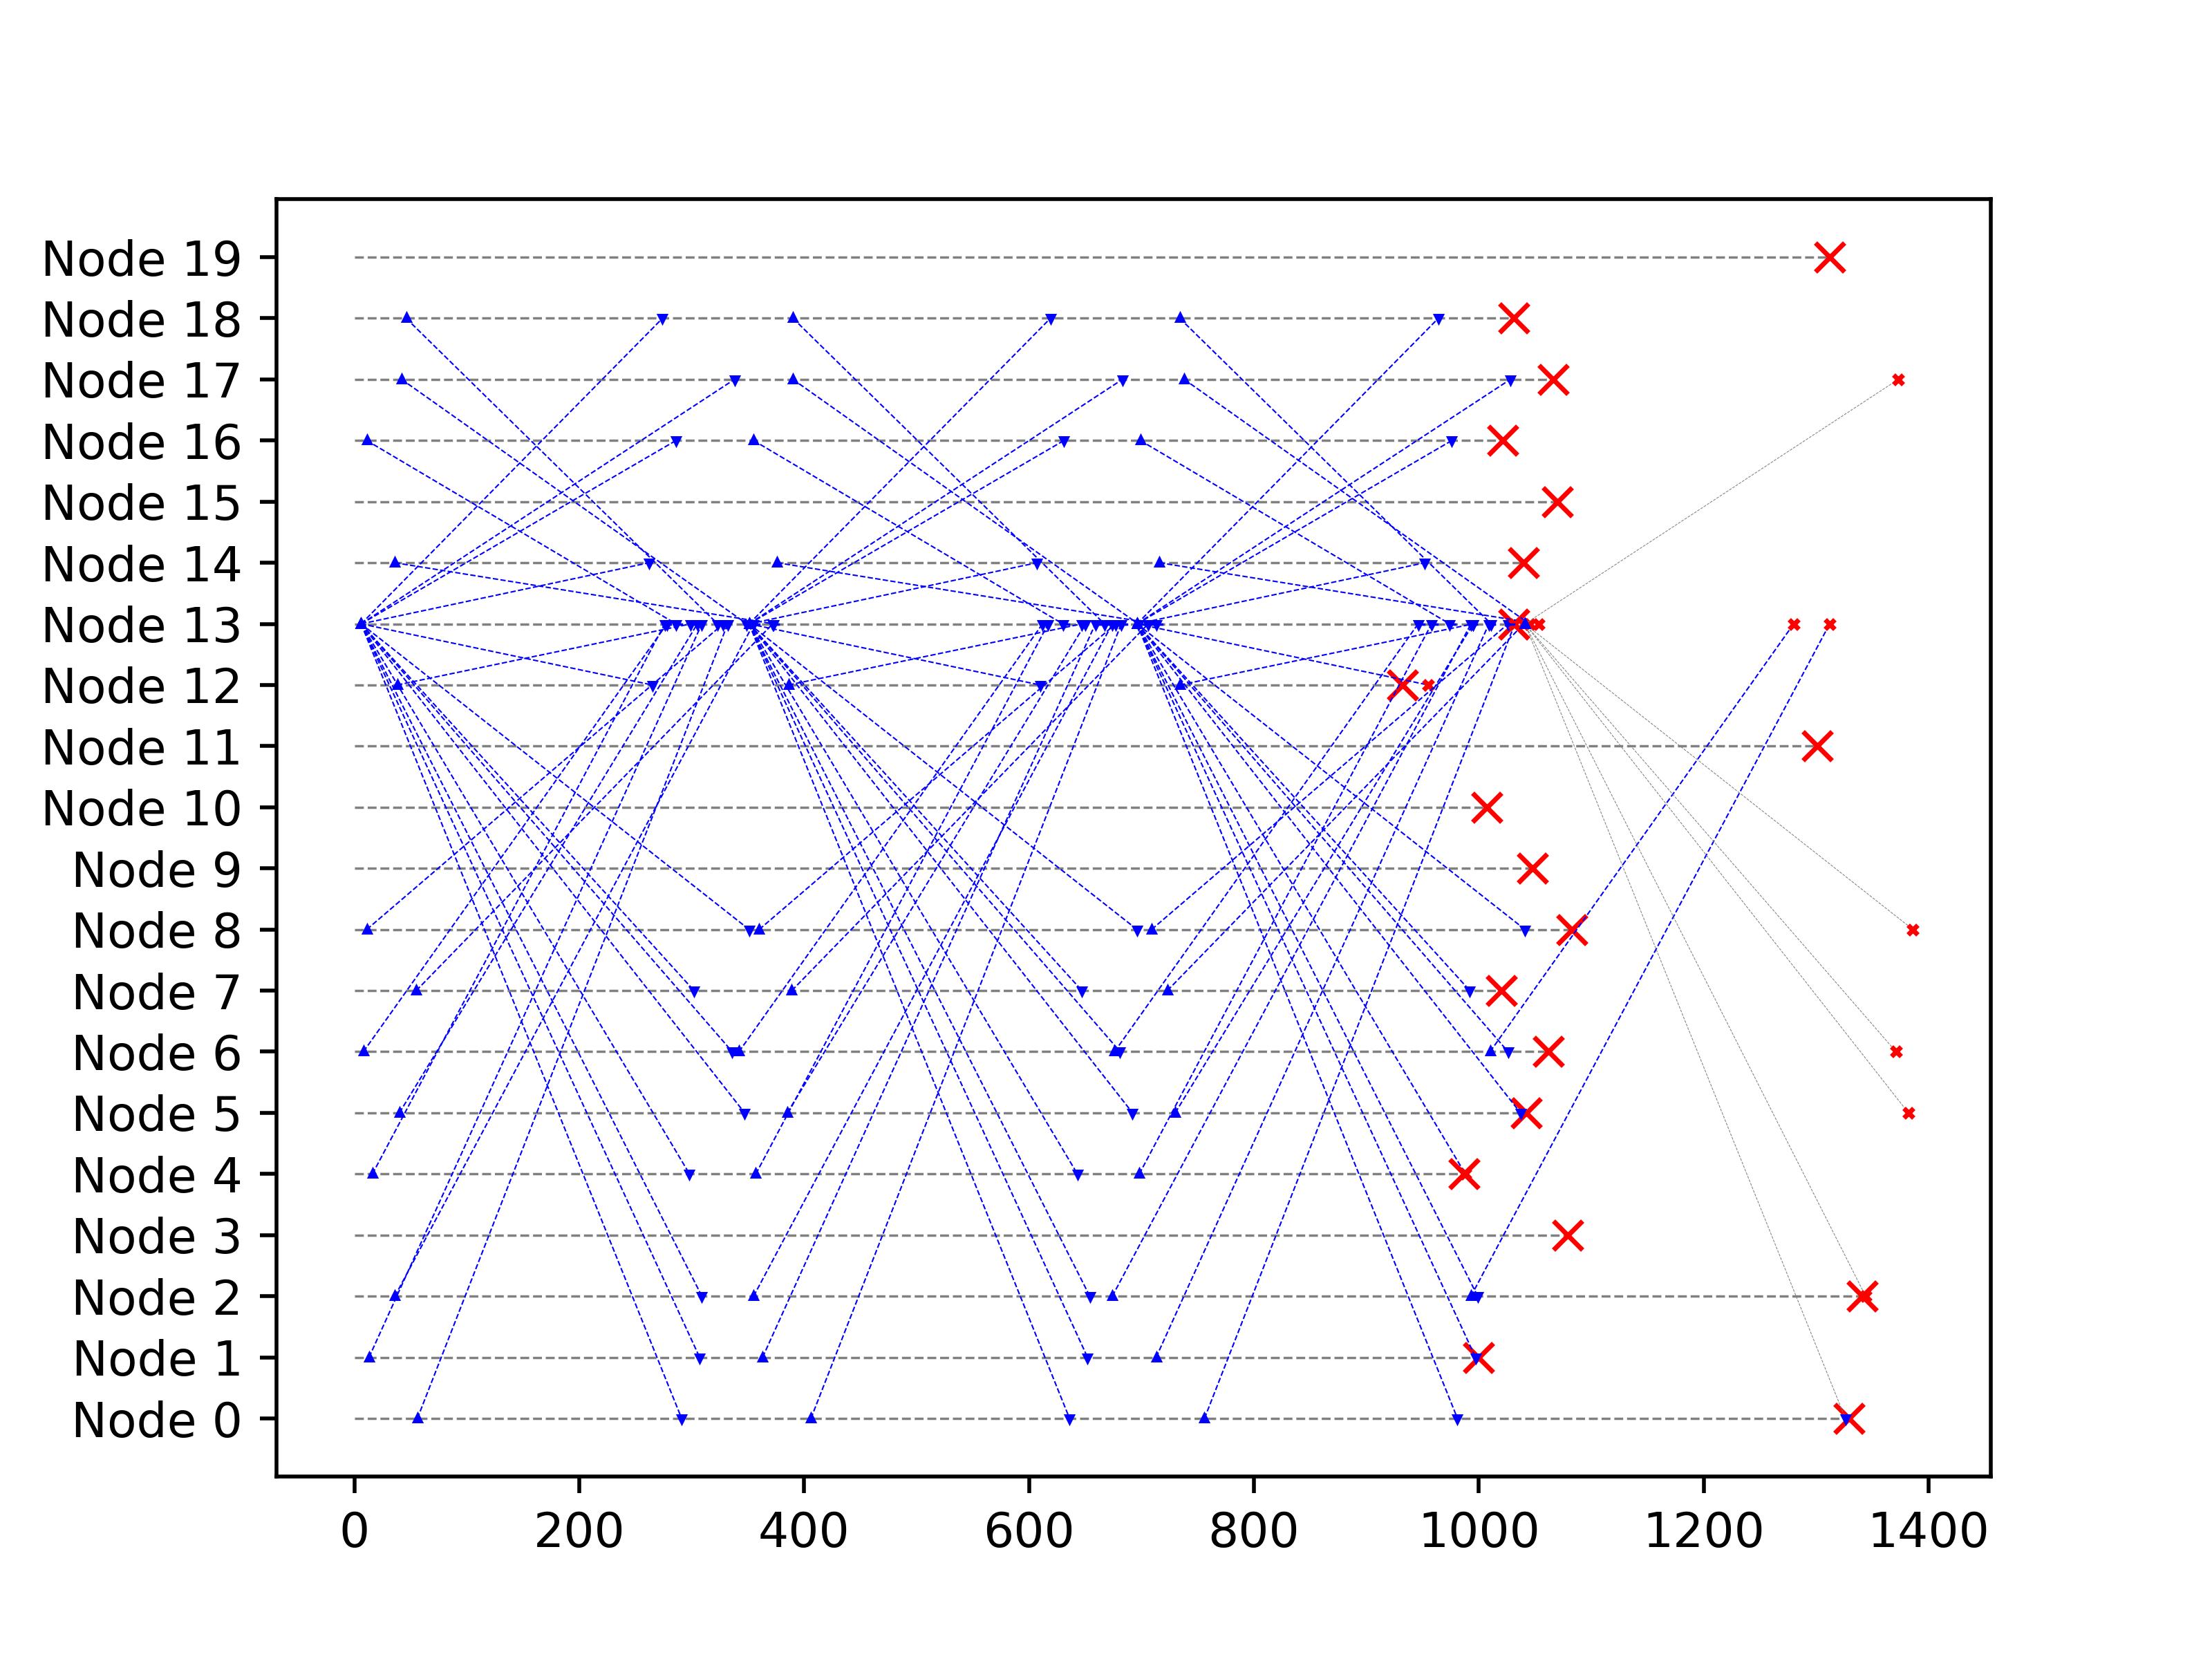 Node 19
Node 18
Node 17
Node 16
Node 15
Node 14
Node 13
Node 12
Node 11
Node 10
Node 9
Node 8
Node 7
Node 6
Node 5
Node 4
Node 3
Node 2
Node 1
Node 0
0 200 400 600 800 1000 1200 1400